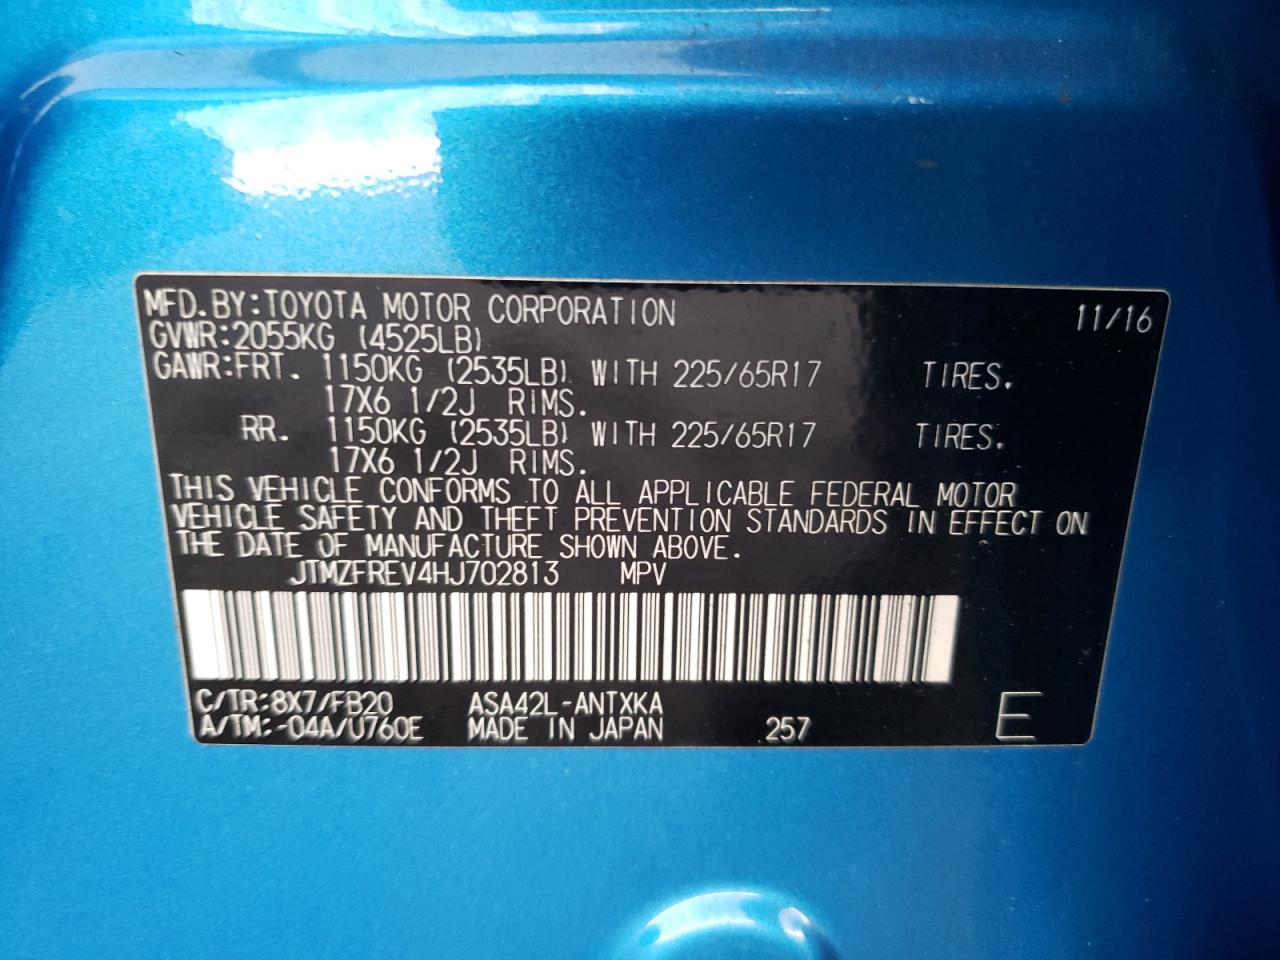 MFD. BY: TOYOTA MOTOR CORPORATION 11/16
GVWR: 2055KG (4525LB)
GAWR: FRT. 1150KG (2535LB) WITH 225/65R17 TIRES.
17X6 1/2J RIMS.
RR. 1150KG (2535LB) WITH 225/65R17 TIRES.
17X6 1/2J RIMS.
THIS VEHICLE CONFORMS TO ALL APPLICABLE FEDERAL MOTOR
VEHICLE SAFETY AND THEFT PREVENTION STANDARDS IN EFFECT ON
THE DATE OF MANUFACTURE SHOWN ABOVE.
JTMZFREV4HJ702813 MPV
C/TR: 8X7/FB20 ASA42L-ANTXKA
A/TM: -04A/U760E MADE IN JAPAN 257 E